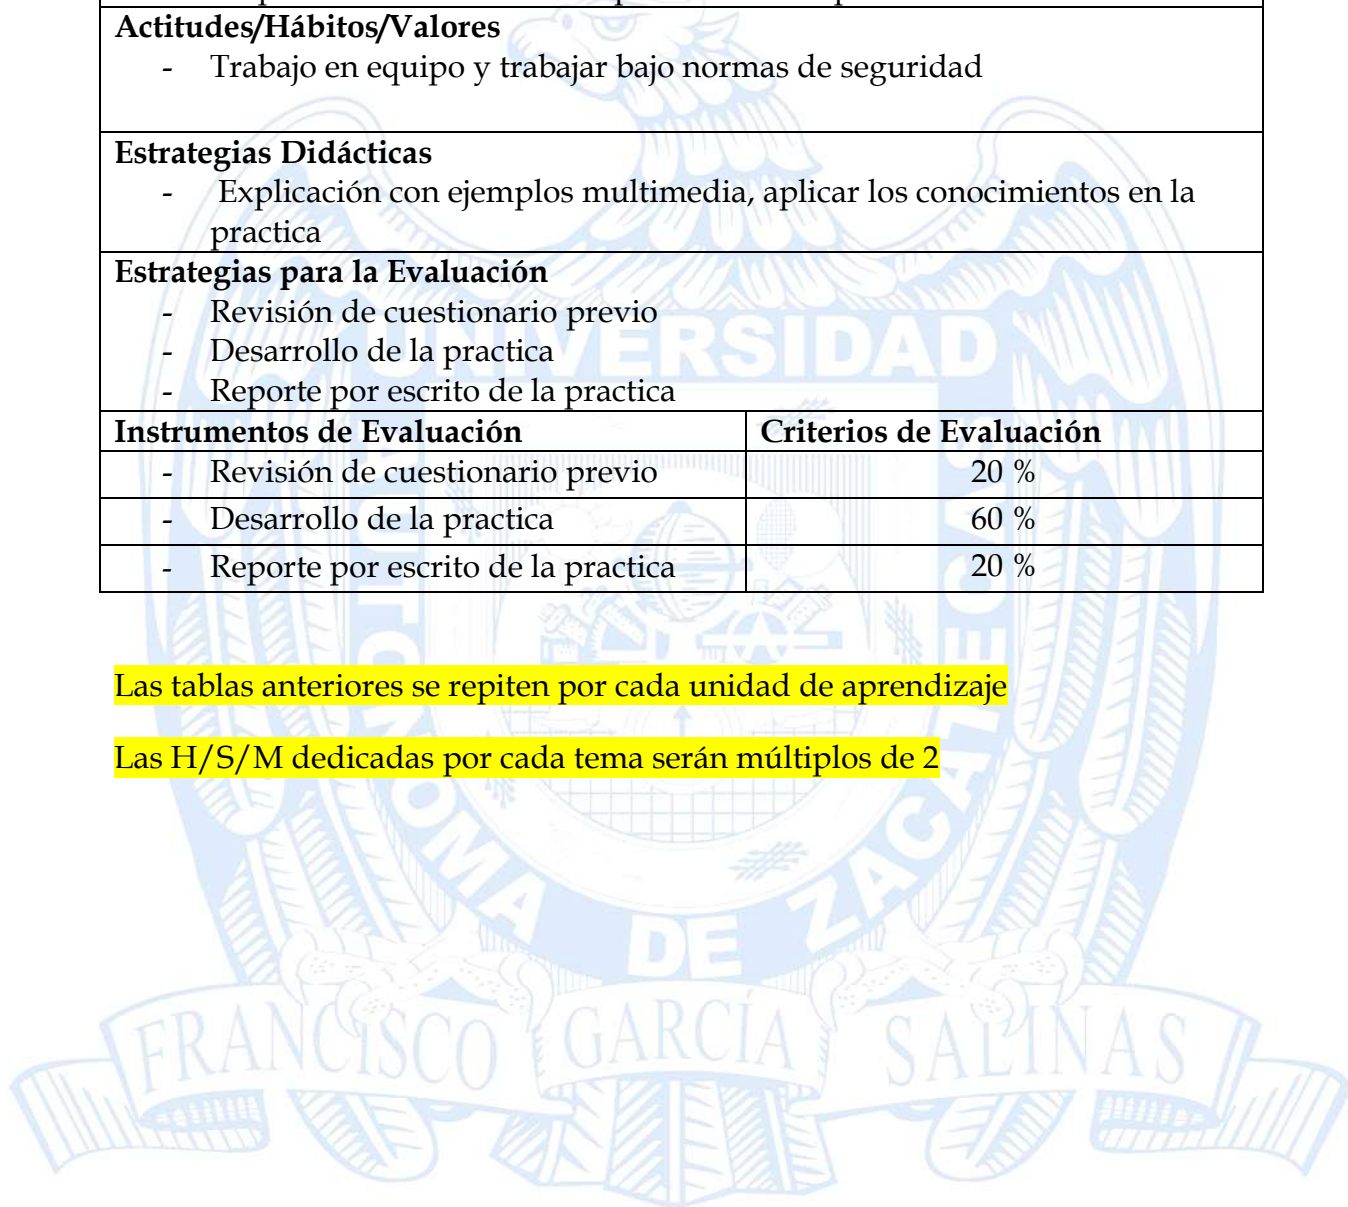 Actitudes/Hábitos/Valores
- Trabajo en equipo y trabajar bajo normas de seguridad
Estrategias Didácticas
- Explicación con ejemplos multimedia, aplicar los conocimientos en la
practica
Estrategias para la Evaluación
- Revisión de cuestionario previo
- Desarrollo de la practica
- Reporte por escrito de la practica
Instrumentos de Evaluación Criterios de Evaluación
- Revisión de cuestionario previo 20 %
- Desarrollo de la practica 60 %
- Reporte por escrito de la practica 20 %
Las tablas anteriores se repiten por cada unidad de aprendizaje
Las H/S/M dedicadas por cada tema serán múltiplos de 2
UNIVERSIDAD
AUTONOMA DE ZACATECAS
FRANCISCO GARCÍA SALINAS